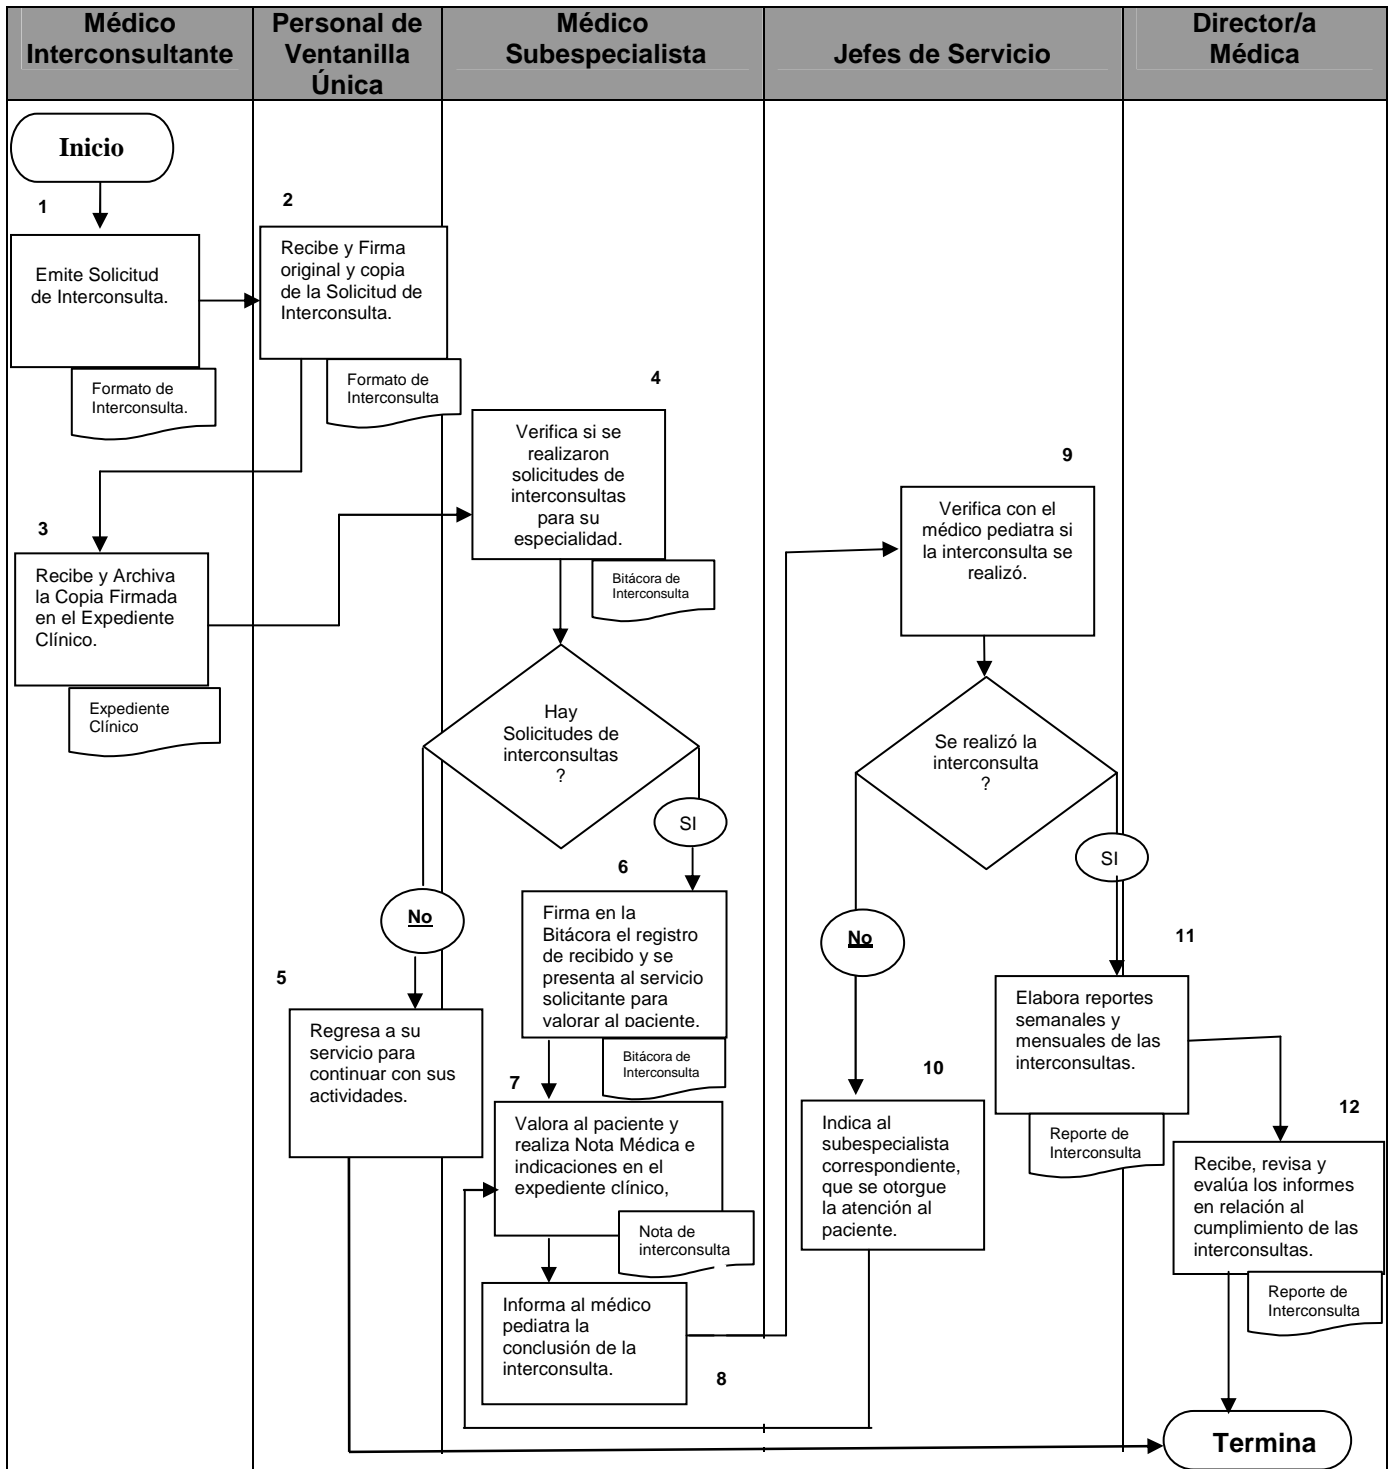 Médico
Interconsultante
Personal de
Ventanilla
Única
Médico
Subespecialista
Jefes de Servicio
Director/a
Médica
Inicio
1
Emite Solicitud
de Interconsulta.
Formato de
Interconsulta.
2
Recibe y Firma
original y copia
de la Solicitud de
Interconsulta.
Formato de
Interconsulta
3
Recibe y Archiva
la Copia Firmada
en el Expediente
Clínico.
Expediente
Clínico
4
Verifica si se
realizaron
solicitudes de
interconsultas
para su
especialidad.
Bitácora de
Interconsulta
Hay
Solicitudes de
interconsultas
?
SI
No
5
Regresa a su
servicio para
continuar con sus
actividades.
6
Firma en la
Bitácora el registro
de recibido y se
presenta al servicio
solicitante para
valorar al paciente.
Bitácora de
Interconsulta
7
Valora al paciente y
realiza Nota Médica e
indicaciones en el
expediente clínico,
Nota de
interconsulta
Informa al médico
pediatra la
conclusión de la
interconsulta.
8
9
Verifica con el
médico pediatra si
la interconsulta se
realizó.
Se realizó la
interconsulta
?
SI
No
10
Indica al
subespecialista
correspondiente,
que se otorgue
la atención al
paciente.
11
Elabora reportes
semanales y
mensuales de las
interconsultas.
Reporte de
Interconsulta
12
Recibe, revisa y
evalúa los informes
en relación al
cumplimiento de las
interconsultas.
Reporte de
Interconsulta
Termina